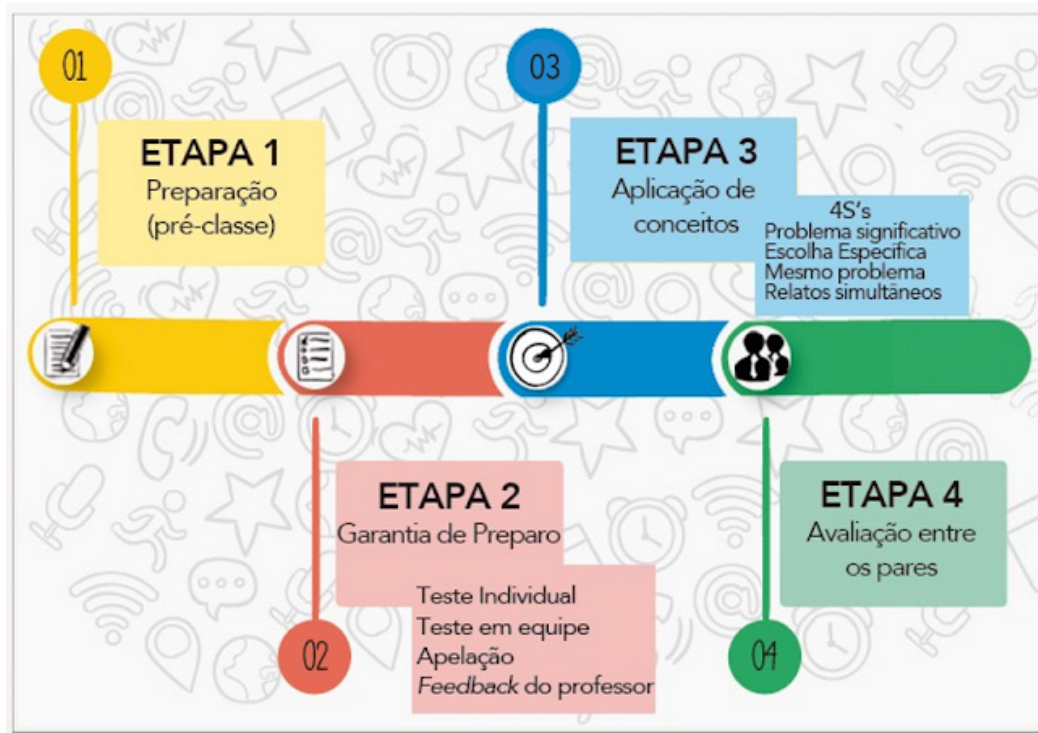 01
ETAPA 1
Preparação
(pré-classe)
03
ETAPA 3
Aplicação de
conceitos
4S's
Problema significativo
Escolha Específica
Mesmo problema
Relatos simultâneos
ETAPA 2
Garantia de Preparo
Teste Individual
Teste em equipe
Apelação
Feedback do professor
02
ETAPA 4
Avaliação entre
os pares
04